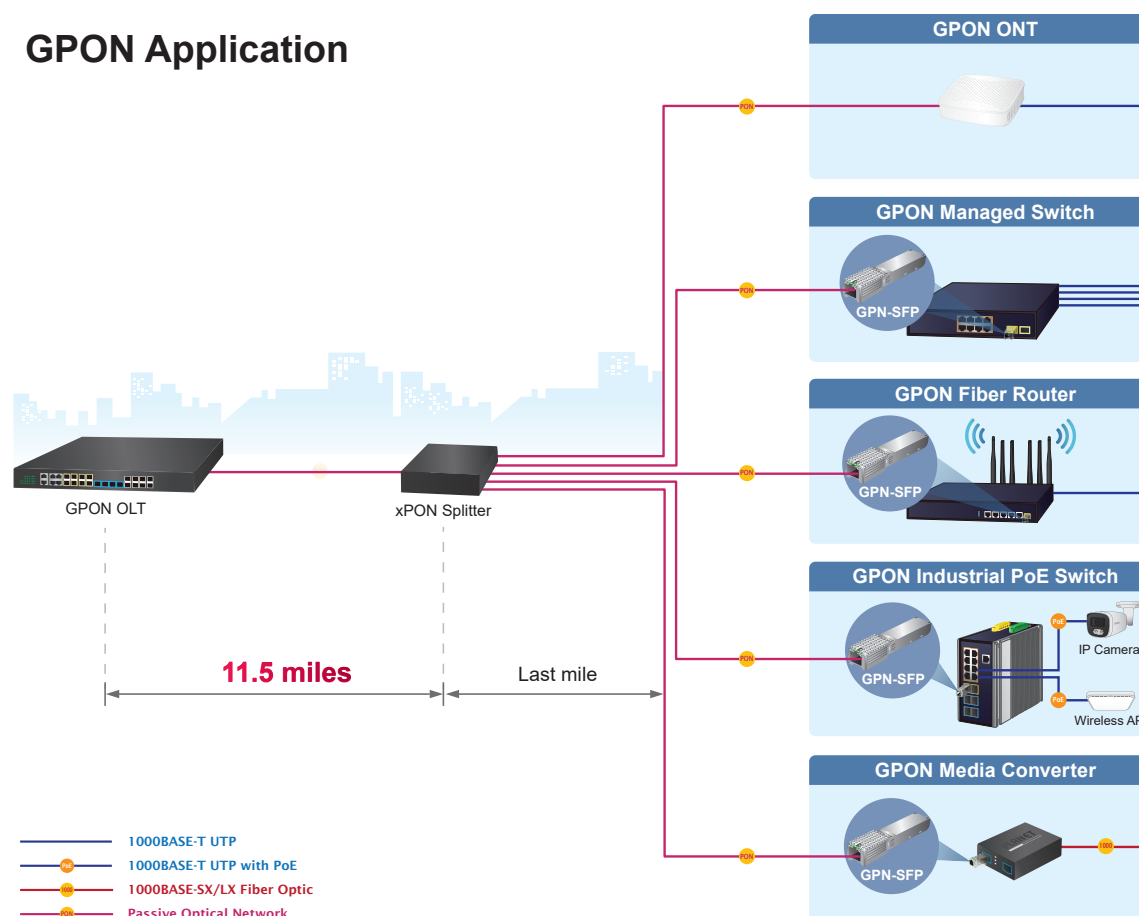 GPON Application
GPON ONT
PON
GPON Managed Switch
PON
GPN-SFP
GPON Fiber Router
PON
GPN-SFP
GPON OLT
xPON Splitter
GPON Industrial PoE Switch
PoE
IP Camera
PON
GPN-SFP
PoE
Wireless AP
11.5 miles
Last mile
GPON Media Converter
PON
GPN-SFP
PLANET
1000
1000BASE-T UTP
PoE
1000BASE-T UTP with PoE
1000
1000BASE-SX/LX Fiber Optic
PON
Passive Optical Network